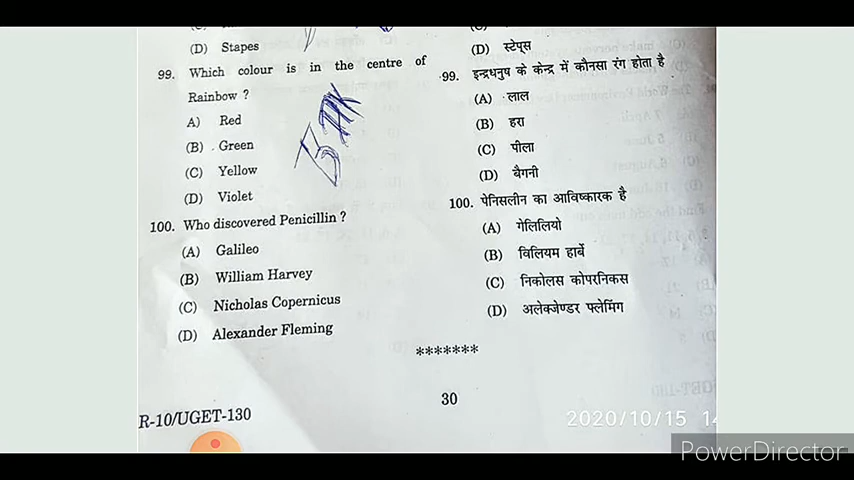 (D) Stapes
99. Which colour is in the centre of
Rainbow ?
A) Red
(B) . Green
(C) Yellow
(D) Violet
100. Who discovered Penicillin ?
(A) Galileo
(B) William Harvey
(C) Nicholas Copernicus
(D) Alexander Fleming
(D) स्टेप्स
99. इन्द्रधनुष के केन्द्र में कौनसा रंग होता है
(A) लाल
(B) हरा
(C) पीला
(D) बैगनी
100. पेनिसलीन का आविष्कारक है
(A) गेलिलियो
(B) विलियम हार्बे
(C) निकोलस कोपरनिकस
(D) अलेक्जेण्डर फ्लेमिंग
*******
R-10/UGET-130
30
2020/10/15 14
PowerDirector